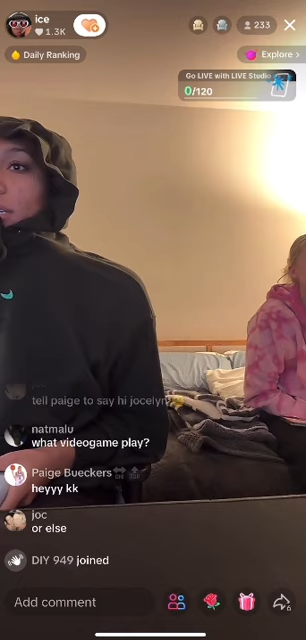 ice
1.3K
233
Daily Ranking
Explore >
Go LIVE with LIVE Studio
0/120
tell paige to say hi jocelyn
natmalu
what videogame play?
Paige Bueckers
heyyy kk
joc
or else
DIY 949 joined
Add comment